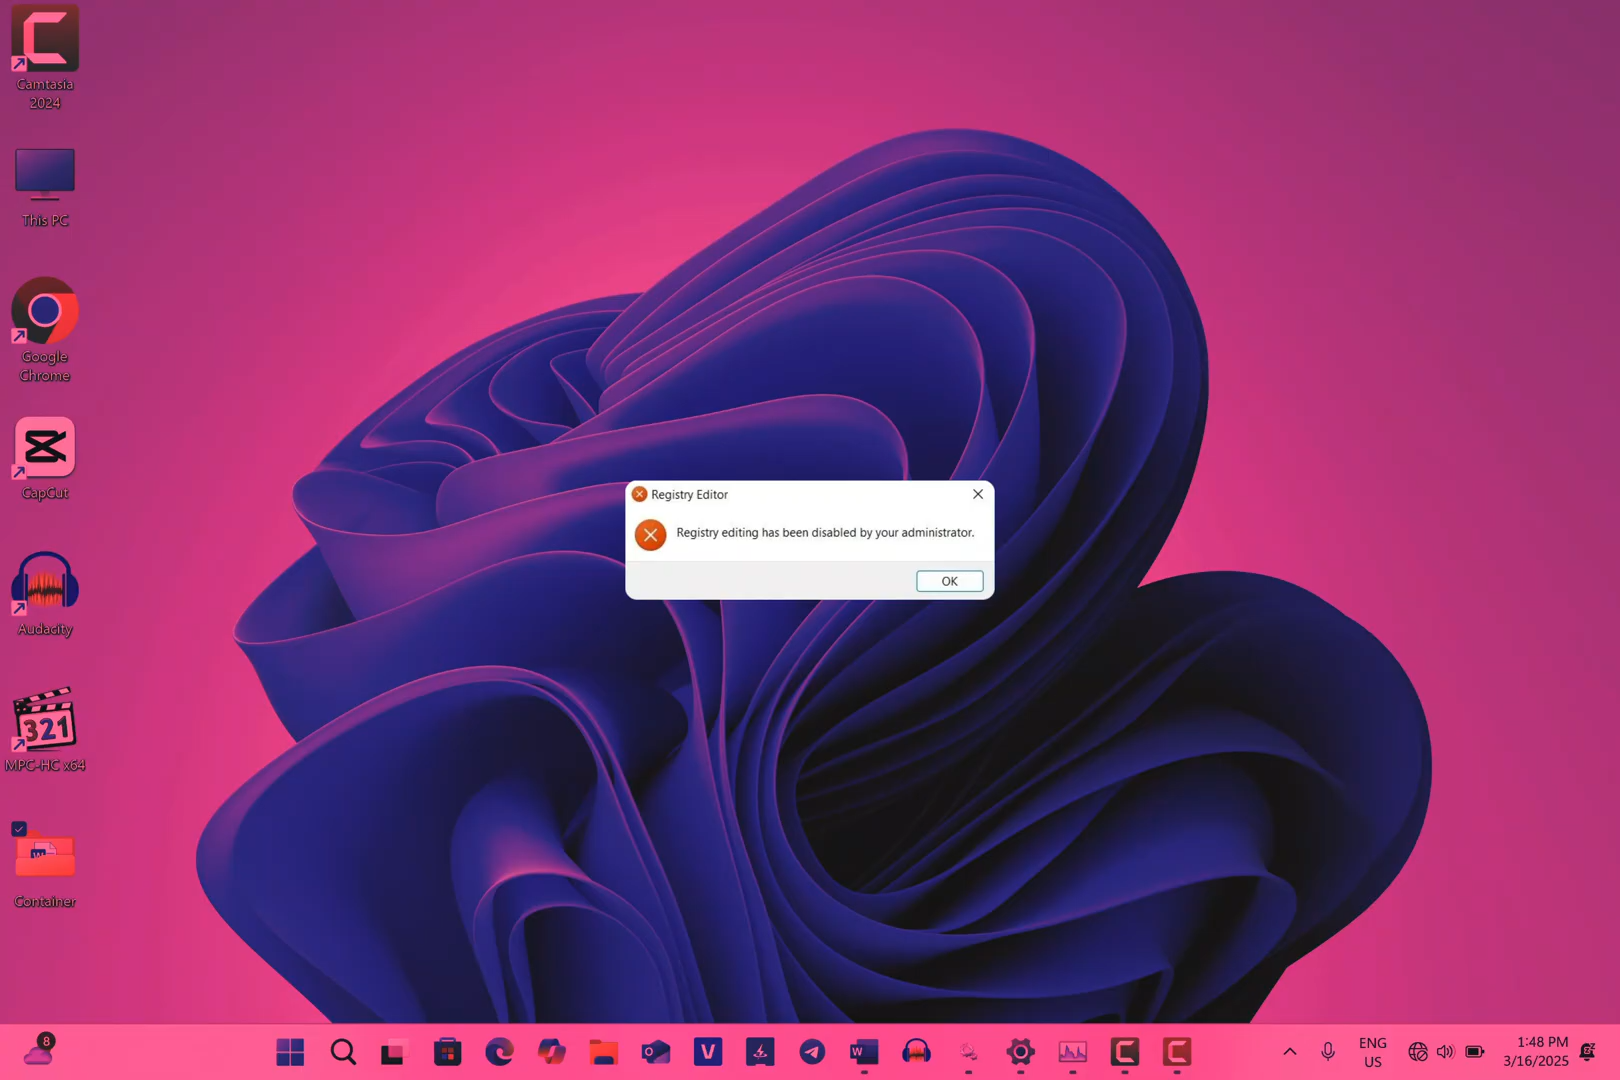 Camtasia
2024
This PC
Google
Chrome
CapCut
Audacity
321
MPC-HC x64
W
Container
Registry Editor
Registry editing has been disabled by your administrator.
OK
8
O
V
W
ENG
US
1:48 PM
3/16/2025